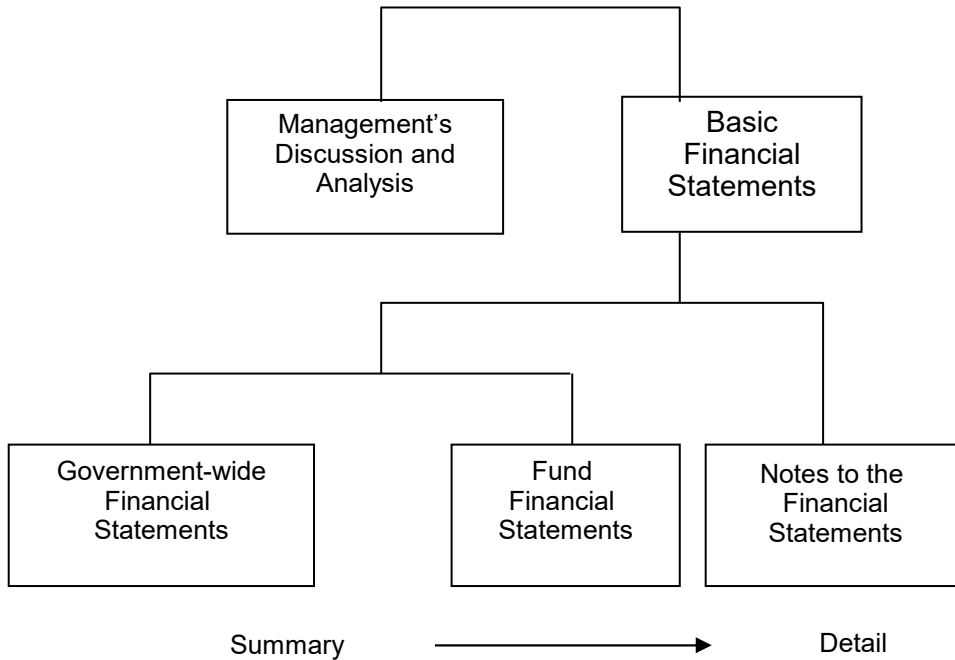 Management’s
Discussion and
Analysis
Basic
Financial
Statements
Government-wide
Financial
Statements
Fund
Financial
Statements
Notes to the
Financial
Statements
Summary
Detail